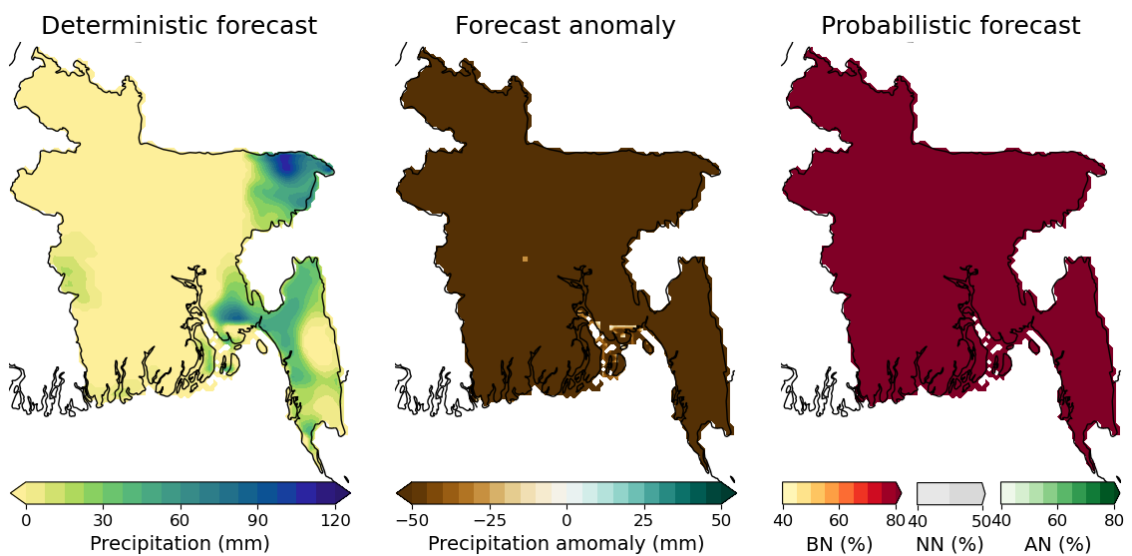 Deterministic forecast Forecast anomaly Probabilistic forecast
0 30 60 90 120 −50 −25 0 25 50 40 60 80 40 50 40 60 80
Precipitation (mm) Precipitation amomaly (mm) BN (%) NN (%) AN (%)